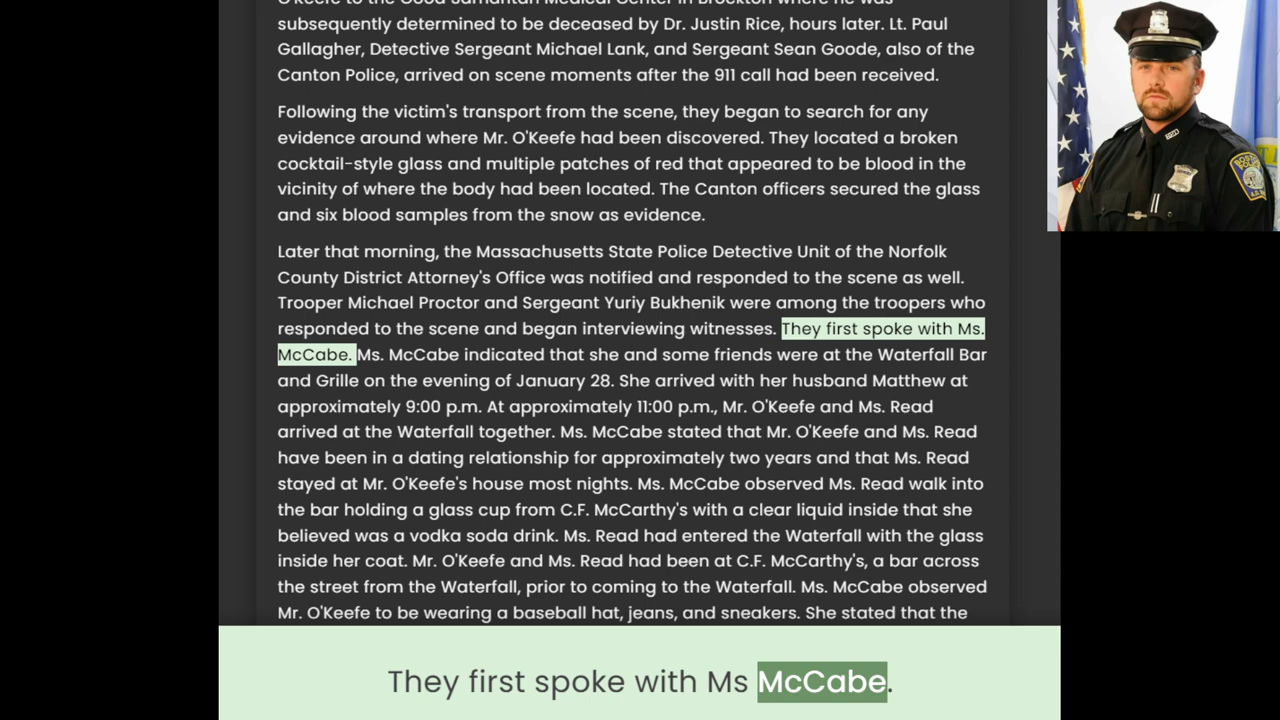 O'Keefe to the Good Samaritan Medical Center in Brockton where he was
subsequently determined to be deceased by Dr. Justin Rice, hours later. Lt. Paul
Gallagher, Detective Sergeant Michael Lank, and Sergeant Sean Goode, also of the
Canton Police, arrived on scene moments after the 911 call had been received.
Following the victim's transport from the scene, they began to search for any
evidence around where Mr. O'Keefe had been discovered. They located a broken
cocktail-style glass and multiple patches of red that appeared to be blood in the
vicinity of where the body had been located. The Canton officers secured the glass
and six blood samples from the snow as evidence.
Later that morning, the Massachusetts State Police Detective Unit of the Norfolk
County District Attorney's Office was notified and responded to the scene as well.
Trooper Michael Proctor and Sergeant Yuriy Bukhenik were among the troopers who
responded to the scene and began interviewing witnesses. They first spoke with Ms.
McCabe. Ms. McCabe indicated that she and some friends were at the Waterfall Bar
and Grille on the evening of January 28. She arrived with her husband Matthew at
approximately 9:00 p.m. At approximately 11:00 p.m., Mr. O'Keefe and Ms. Read
arrived at the Waterfall together. Ms. McCabe stated that Mr. O'Keefe and Ms. Read
have been in a dating relationship for approximately two years and that Ms. Read
stayed at Mr. O'Keefe's house most nights. Ms. McCabe observed Ms. Read walk into
the bar holding a glass cup from C.F. McCarthy's with a clear liquid inside that she
believed was a vodka soda drink. Ms. Read had entered the Waterfall with the glass
inside her coat. Mr. O'Keefe and Ms. Read had been at C.F. McCarthy's, a bar across
the street from the Waterfall, prior to coming to the Waterfall. Ms. McCabe observed
Mr. O'Keefe to be wearing a baseball hat, jeans, and sneakers. She stated that the
They first spoke with Ms McCabe.